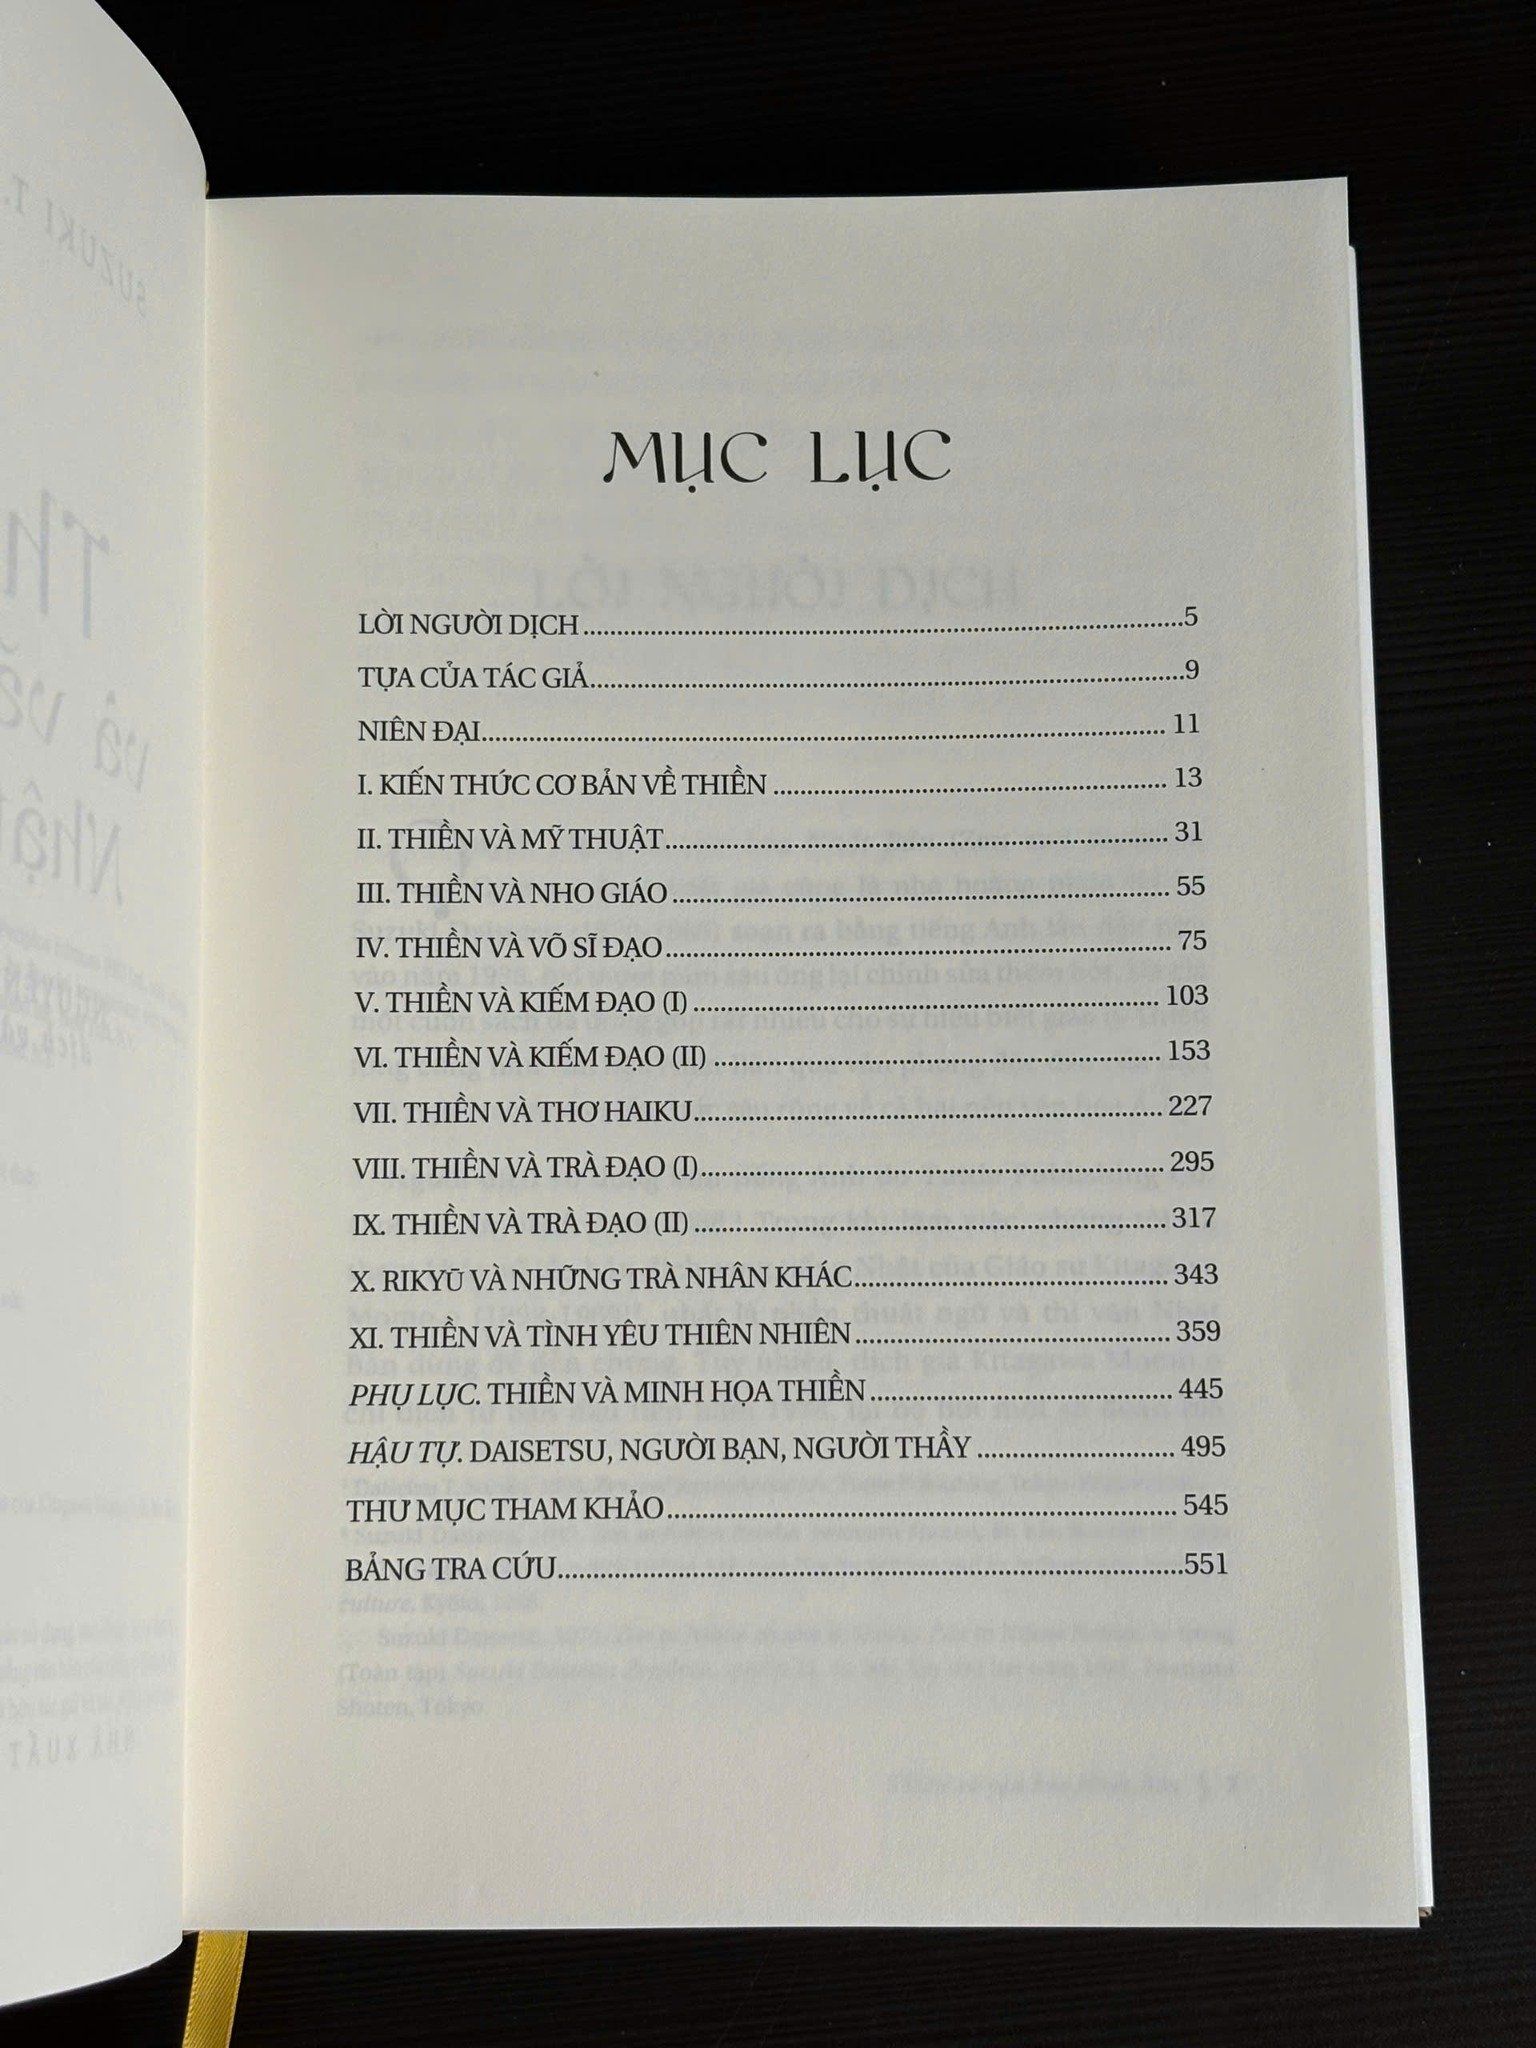 MỤC LỤC
LỜI NGƯỜI DỊCH..........5
TỰA CỦA TÁC GIẢ..........9
NIÊN ĐẠI.......... 11
I. KIẾN THỨC CƠ BẢN VỀ THIỀN .......... 13
II. THIỀN VÀ MỸ THUẬT.......... 31
III. THIỀN VÀ NHO GIÁO .......... 55
IV. THIỀN VÀ VÕ SĨ ĐẠO.......... 75
V. THIỀN VÀ KIẾM ĐẠO (I) .......... 103
VI. THIỀN VÀ KIẾM ĐẠO (II) .......... 153
VII. THIỀN VÀ THƠ HAIKU.......... 227
VIII. THIỀN VÀ TRÀ ĐẠO (I).......... 295
IX. THIỀN VÀ TRÀ ĐẠO (II) .......... 317
X. RIKYŪ VÀ NHỮNG TRÀ NHÂN KHÁC.......... 343
XI. THIỀN VÀ TÌNH YÊU THIÊN NHIÊN.......... 359
PHỤ LỤC. THIỀN VÀ MINH HỌA THIỀN.......... 445
HẬU TỰ. DAISETSU, NGƯỜI BẠN, NGƯỜI THẦY .......... 495
THƯ MỤC THAM KHẢO.......... 545
BẢNG TRA CỨU..........551